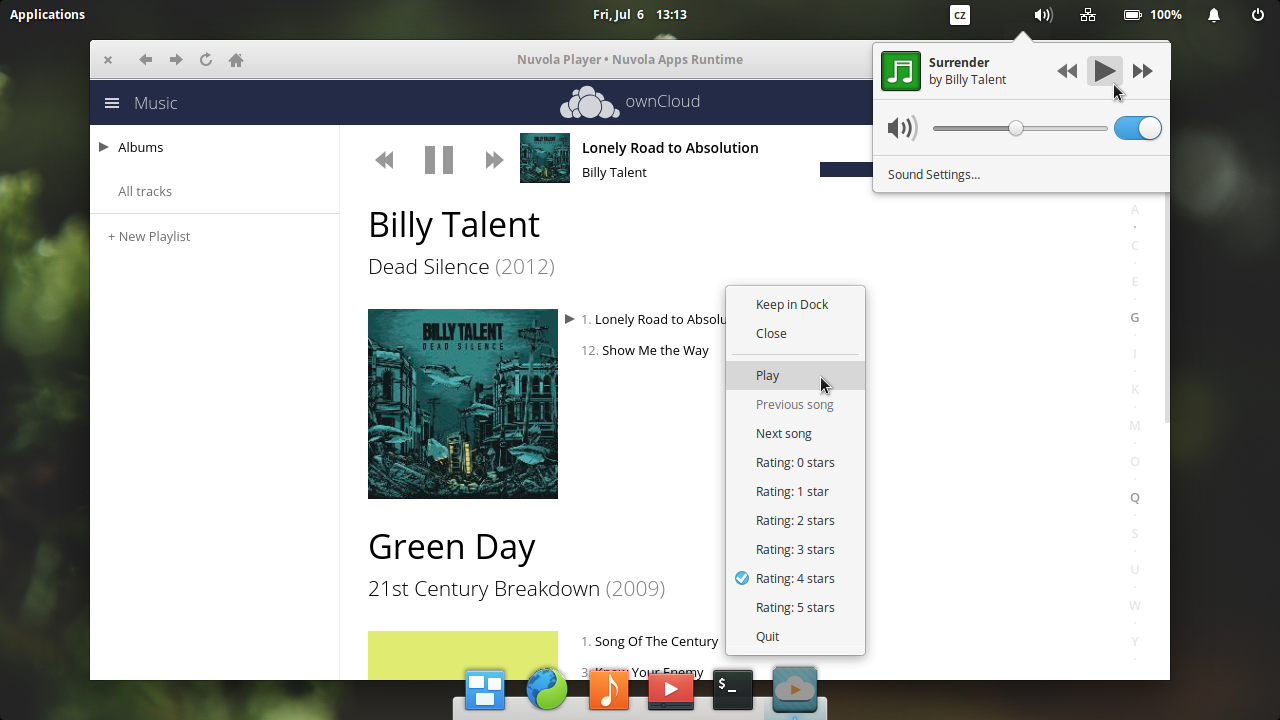 Applications
Fri, Jul 6 13:13
cz
100%
Nuvola Player • Nuvola Apps Runtime
Music
ownCloud
Surrender
by Billy Talent
Sound Settings...
Albums
All tracks
+ New Playlist
Lonely Road to Absolution
Billy Talent
Billy Talent
Dead Silence (2012)
BILLY TALENT
DEAD SILENCE
1. Lonely Road to Absolu
12. Show Me the Way
Green Day
21st Century Breakdown (2009)
1. Song Of The Century
3. Know Your Enemy
Keep in Dock
Close
Play
Previous song
Next song
Rating: 0 stars
Rating: 1 star
Rating: 2 stars
Rating: 3 stars
Rating: 4 stars
Rating: 5 stars
Quit
A
C
E
G
I
K
M
O
Q
S
U
W
Y
$ _